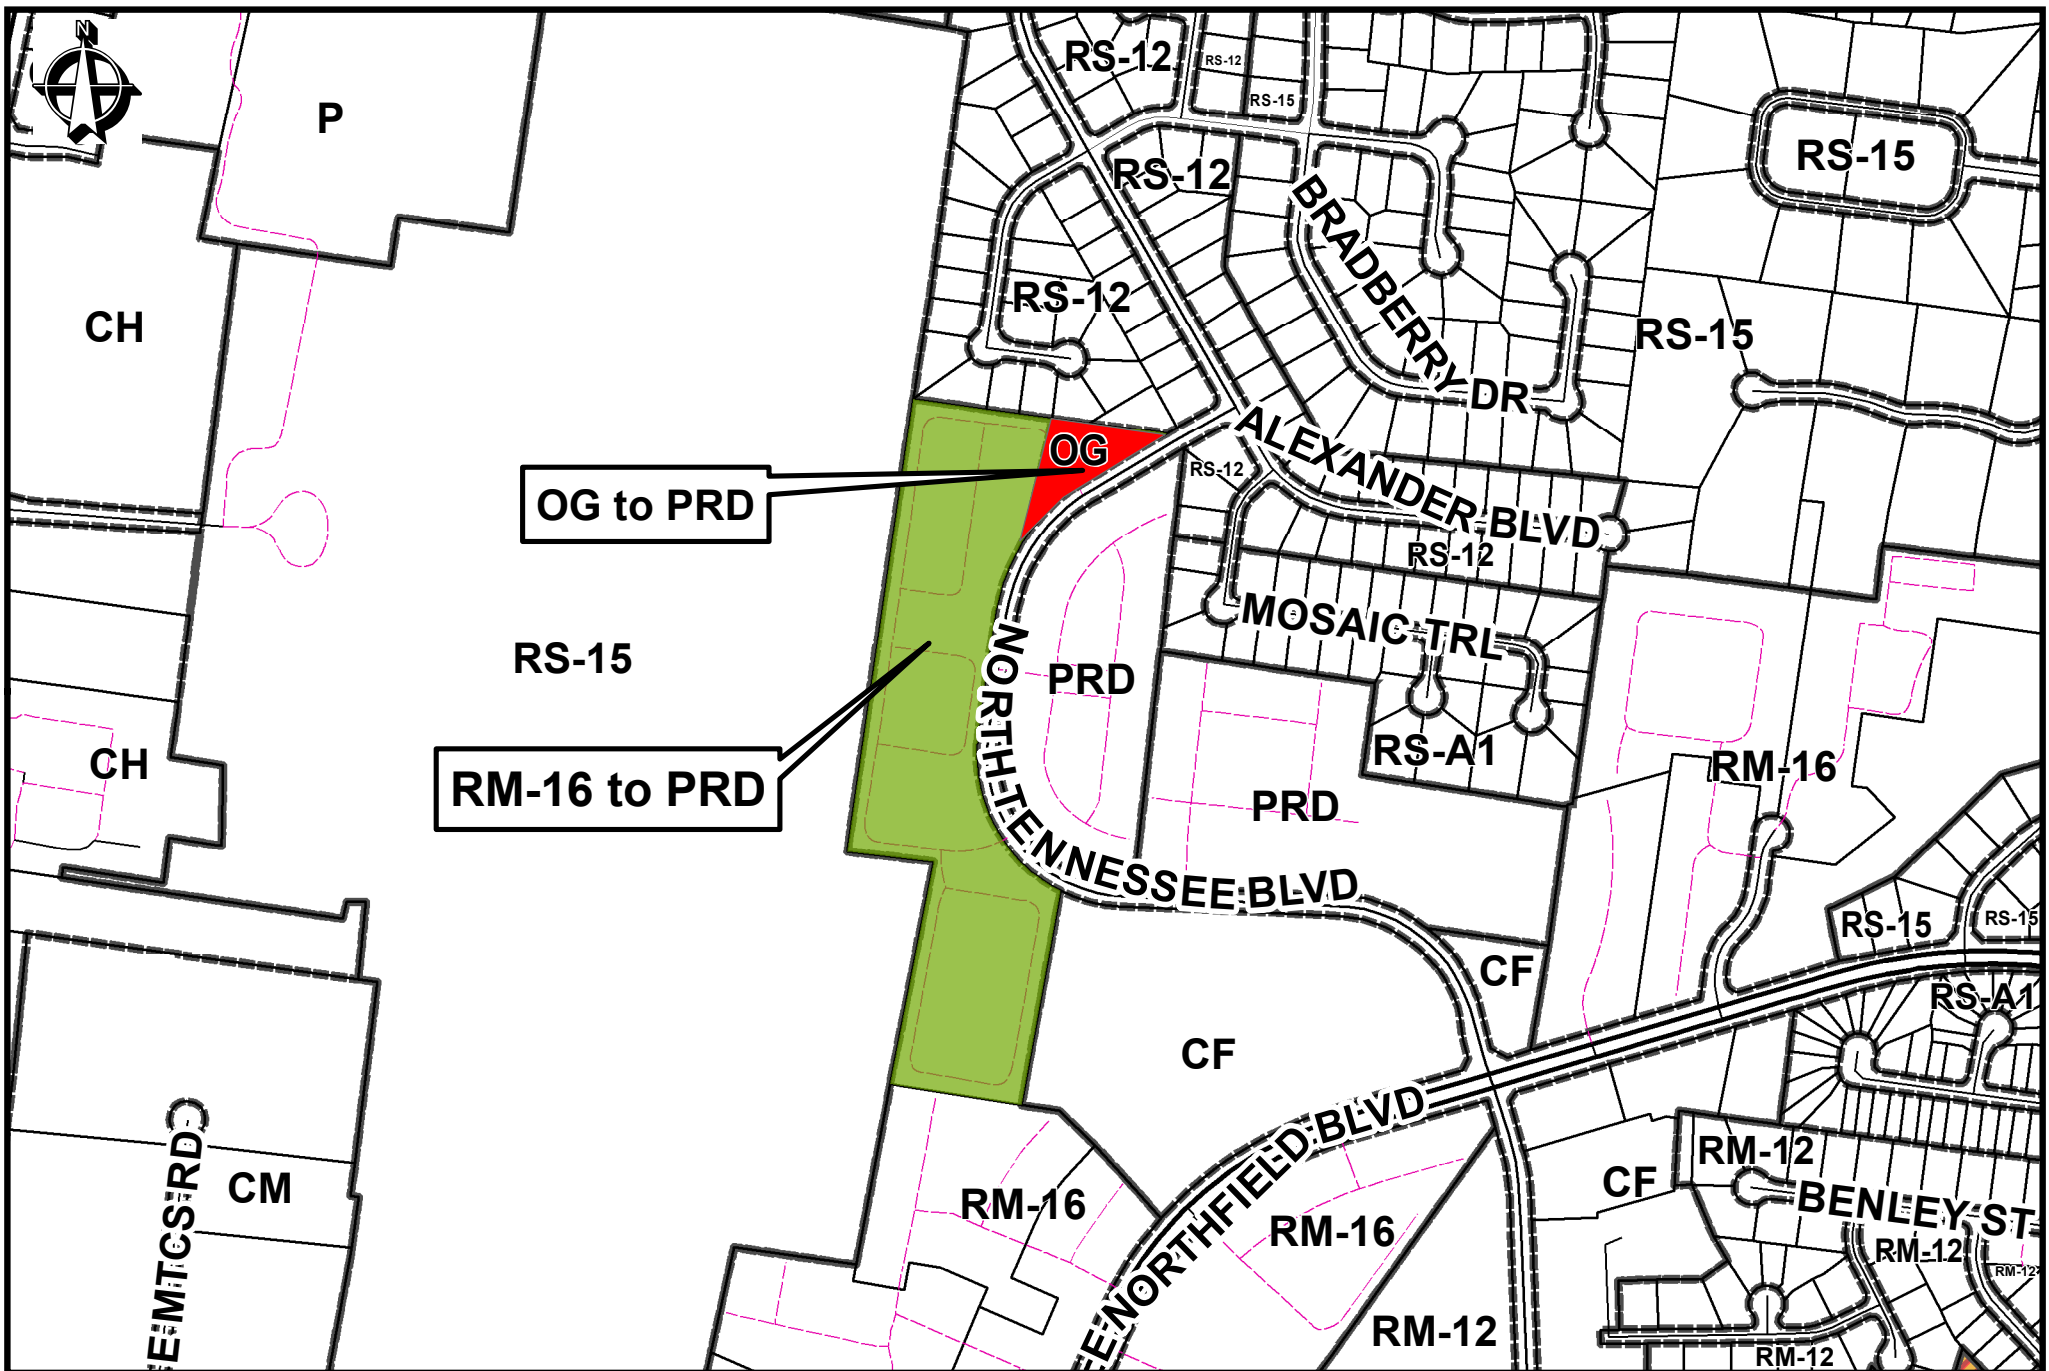 N
P
RS-12
RS-12
RS-15
RS-12
RS-15
BRADBERRY DR
CH
RS-12
RS-15
OG
OG to PRD
RS-12
ALEXANDER BLVD
RS-12
MOSAIC TRL
RS-15
PRD
NORTH TENNESSEE BLVD
RS-A1
CH
RM-16 to PRD
PRD
RM-16
RS-15
RS-15
CF
RS-A1
CF
E NORTHFIELD BLVD
RM-12
CF
BENLEY ST
CM
E MTCS RD
RM-16
RM-16
RM-12
RM-12
RM-12
RM-12